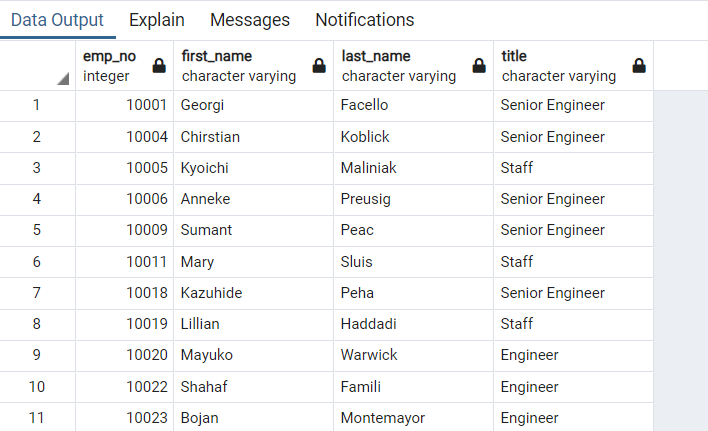 Data Output Explain Messages Notifications
emp_no first_name last_name title
integer character varying character varying character varying
1 10001 Georgi Facello Senior Engineer
2 10004 Chirstian Koblick Senior Engineer
3 10005 Kyoichi Maliniak Staff
4 10006 Anneke Preusig Senior Engineer
5 10009 Sumant Peac Senior Engineer
6 10011 Mary Sluis Staff
7 10018 Kazuhide Peha Senior Engineer
8 10019 Lillian Haddadi Staff
9 10020 Mayuko Warwick Engineer
10 10022 Shahaf Famili Engineer
11 10023 Bojan Montemayor Engineer